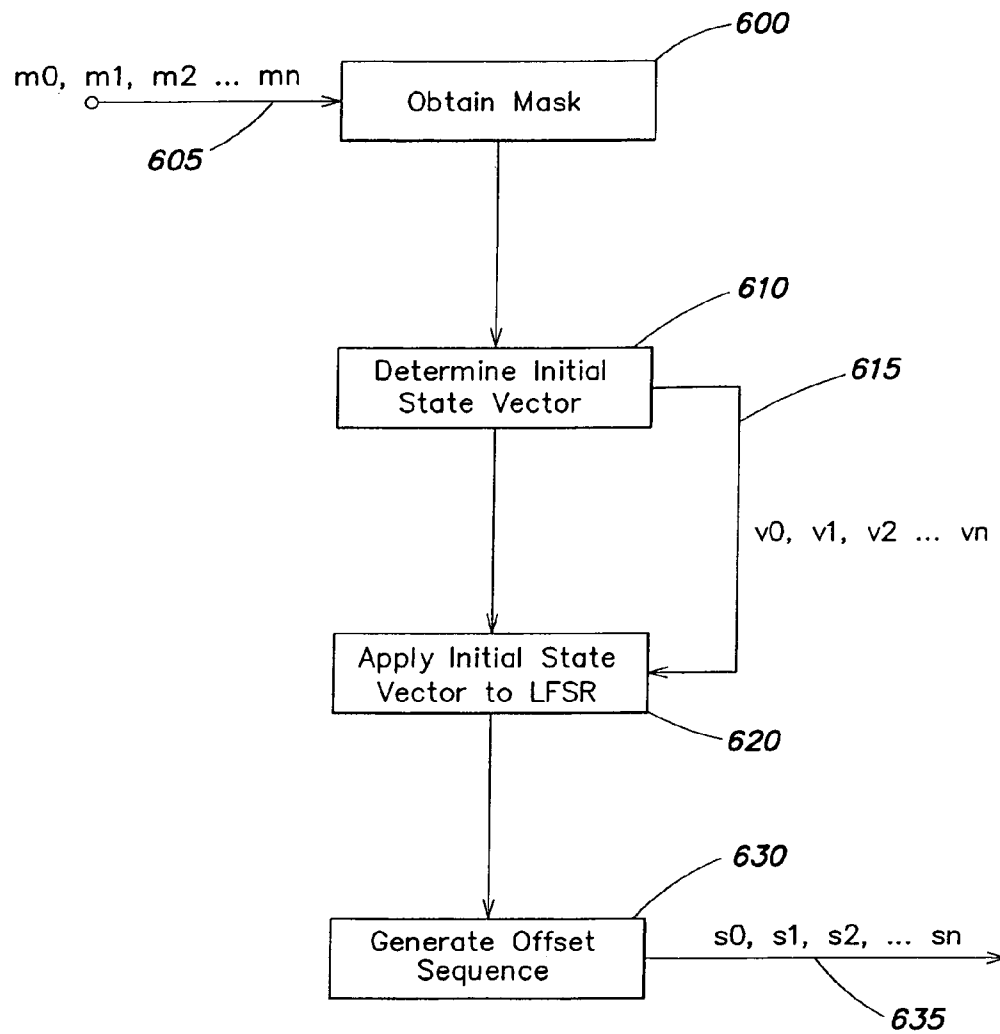 600
m0, m1, m2 ... mn
Obtain Mask
605
610
Determine Initial
State Vector
615
v0, v1, v2 ... vn
Apply Initial State
Vector to LFSR
620
630
Generate Offset
Sequence
s0, s1, s2, ... sn
635